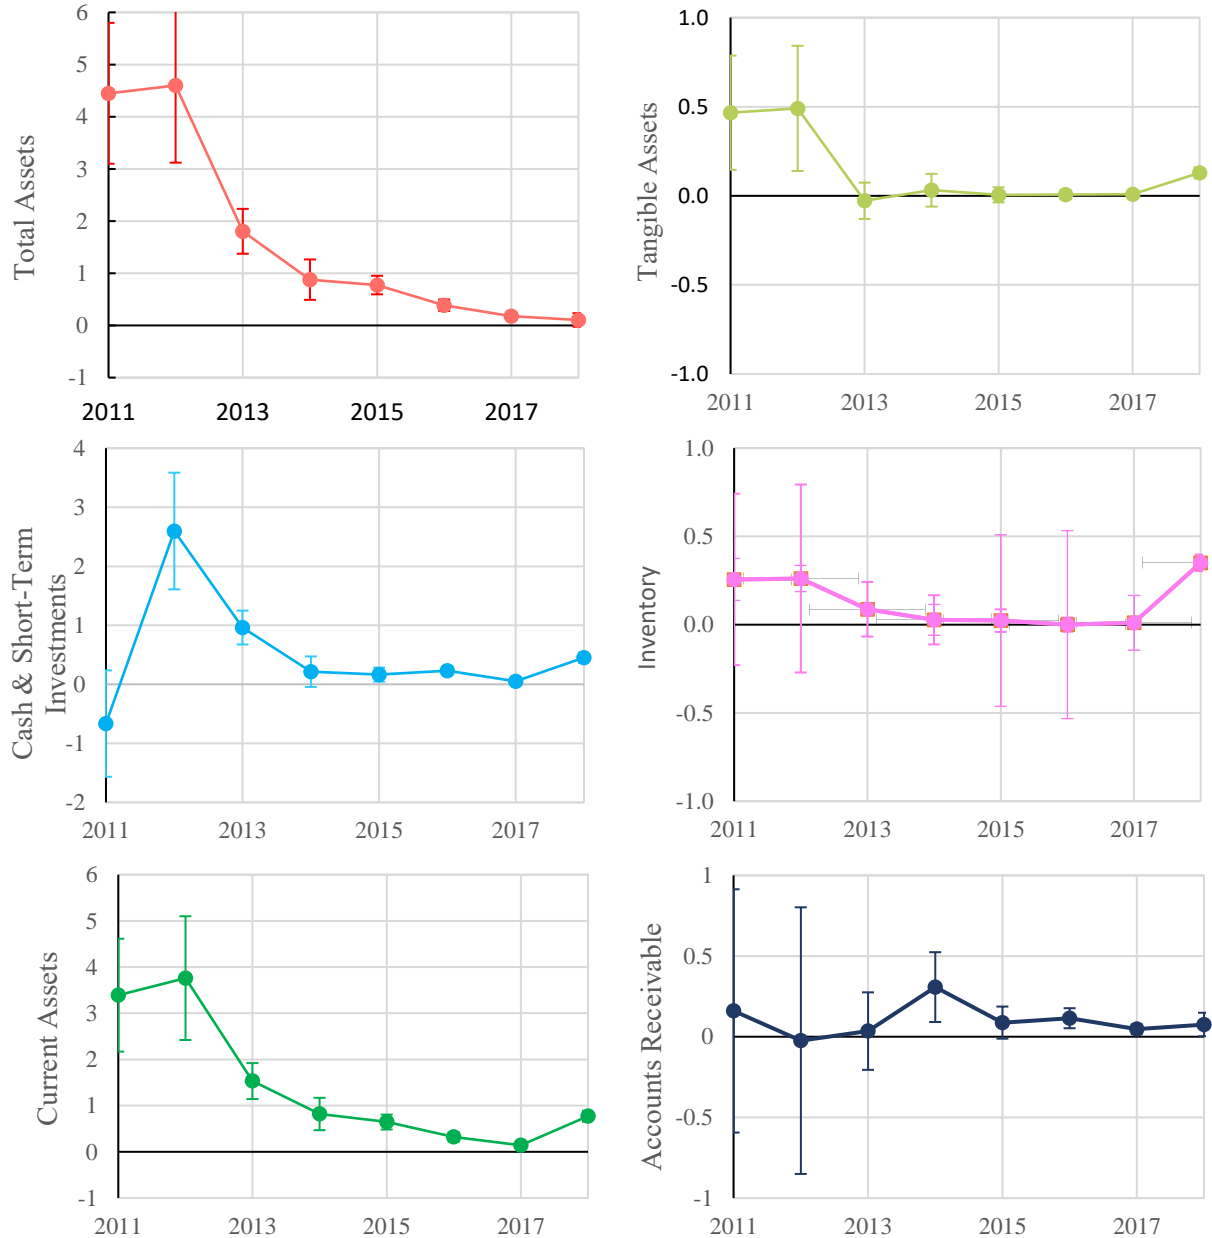 Total Assets
6
5
4
3
2
1
0
-1
2011 2013 2015 2017
Tangible Assets
1.0
0.5
0.0
-0.5
-1.0
2011 2013 2015 2017
Cash & Short-Term
Investments
4
3
2
1
0
-1
-2
2011 2013 2015 2017
Inventory
1.0
0.5
0.0
-0.5
-1.0
2011 2013 2015 2017
Current Assets
6
5
4
3
2
1
0
-1
2011 2013 2015 2017
Accounts Receivable
1
0.5
0
-0.5
-1
2011 2013 2015 2017